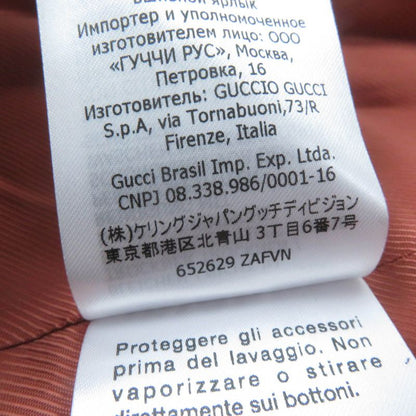 ярлык
Импортер и уполномоченное
изготовителем лицо: ООО
«ГУЧЧИ РУС», Москва,
Петровка, 16
Изготовитель: GUCCIO GUCCI
S.p.A, via Tornabuoni,73/R
Firenze, Italia
Gucci Brasil Imp. Exp. Ltda.
CNPJ 08.338.986/0001-16
(株)ケリングジャパングッチディビジョン
東京都港区北青山 3丁目6番7号
652629 ZAFVN
Proteggere gli accessori
prima del lavaggio. Non
vaporizzare o stirare
direttamente sui bottoni.